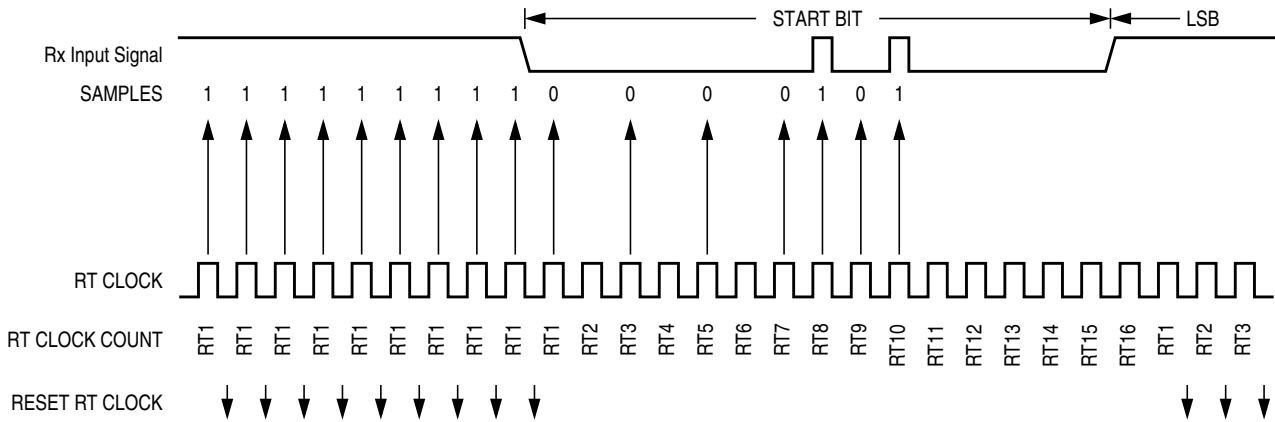 START BIT LSB
Rx Input Signal
SAMPLES 1 1 1 1 1 1 1 1 1 0 0 0 0 1 0 1
RT CLOCK
RT CLOCK COUNT RT1 RT1 RT1 RT1 RT1 RT1 RT1 RT1 RT1 RT1 RT2 RT3 RT4 RT5 RT6 RT7 RT8 RT9 RT10 RT11 RT12 RT13 RT14 RT15 RT16 RT1 RT2 RT3
RESET RT CLOCK